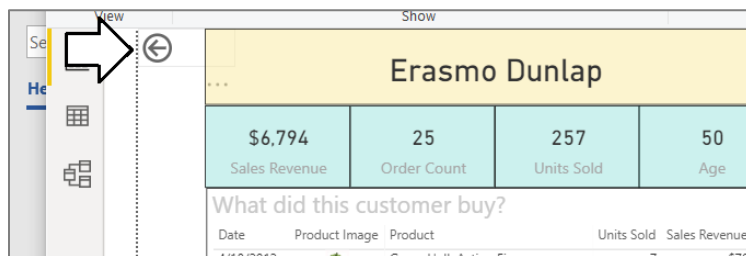 View Show
Se
He
Erasmo Dunlap
$6,794 25 257 50
Sales Revenue Order Count Units Sold Age
What did this customer buy?
Date Product Image Product Units Sold Sales Revenue